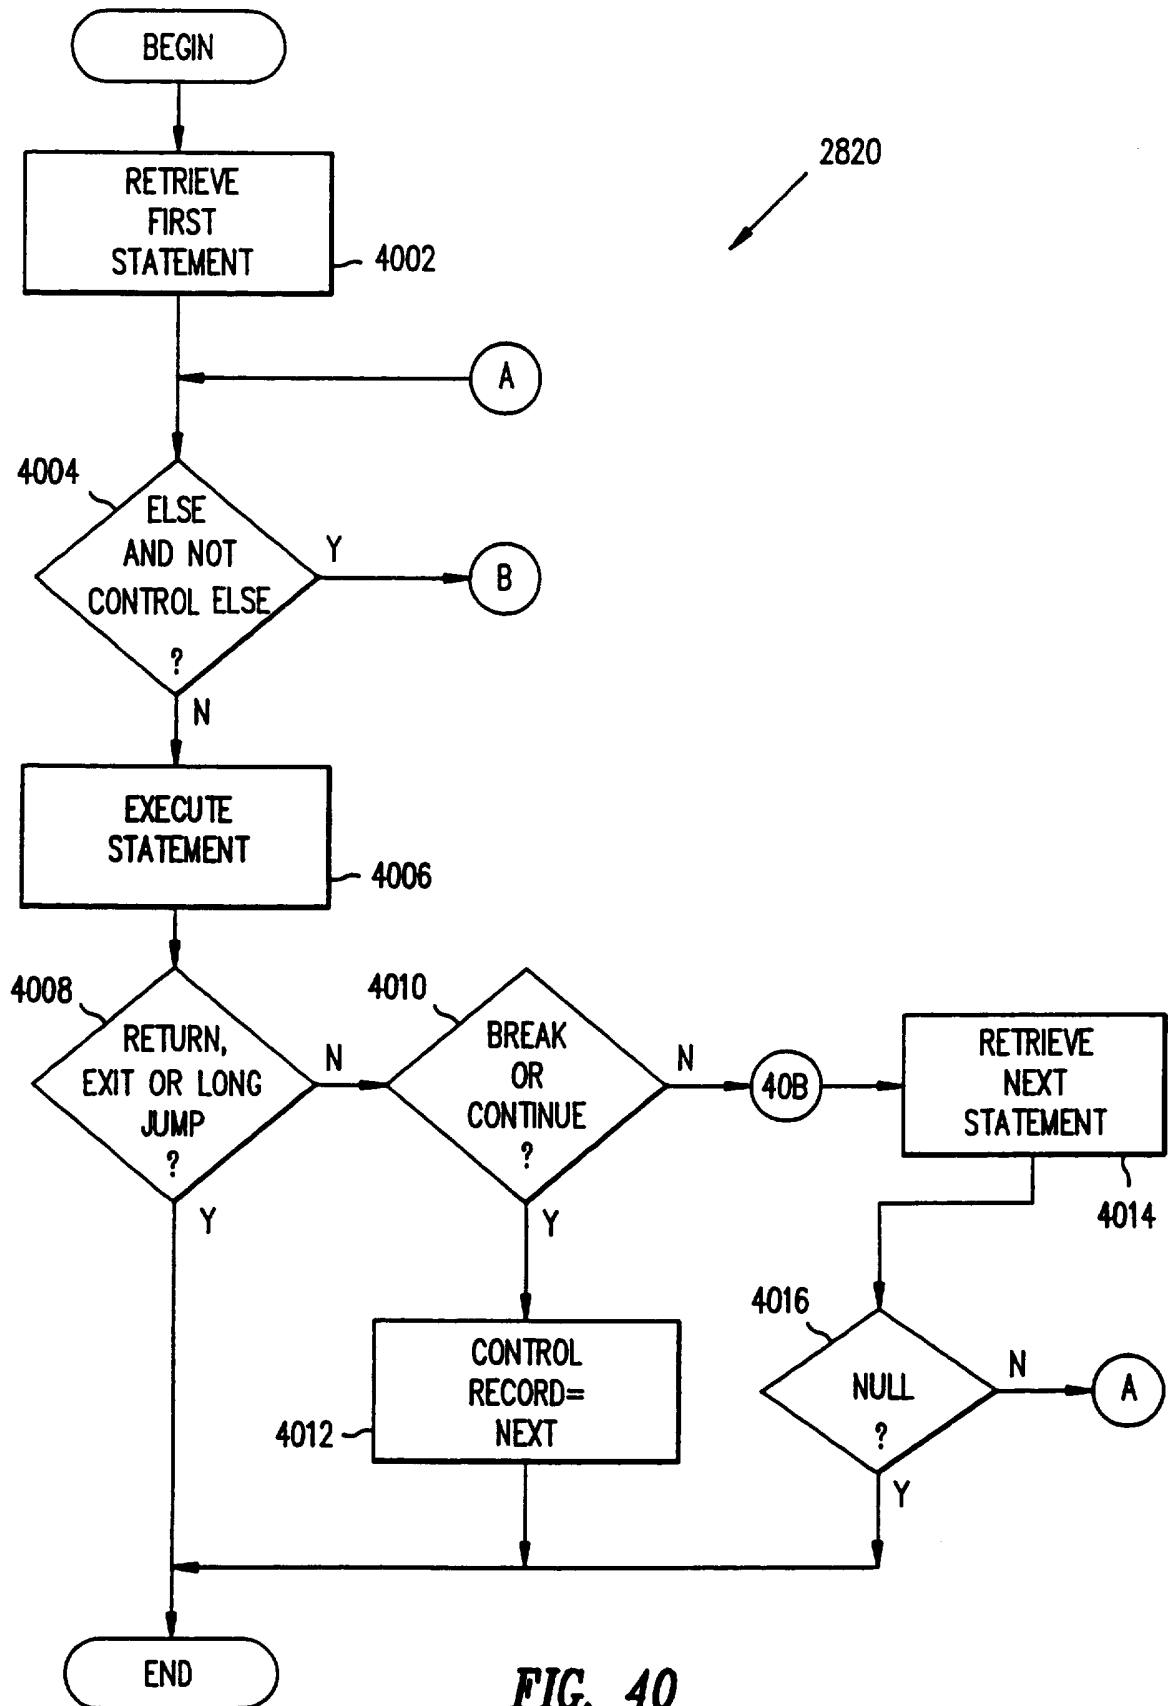 BEGIN
RETRIEVE
FIRST
STATEMENT
4002
2820
A
4004
ELSE
AND NOT
CONTROL ELSE
?
Y
B
N
EXECUTE
STATEMENT
4006
4008
RETURN,
EXIT OR LONG
JUMP
?
N
Y
4010
BREAK
OR
CONTINUE
?
N
Y
40B
RETRIEVE
NEXT
STATEMENT
4014
CONTROL
RECORD=
NEXT
4012
4016
NULL
?
N
A
Y
END
FIG. 40